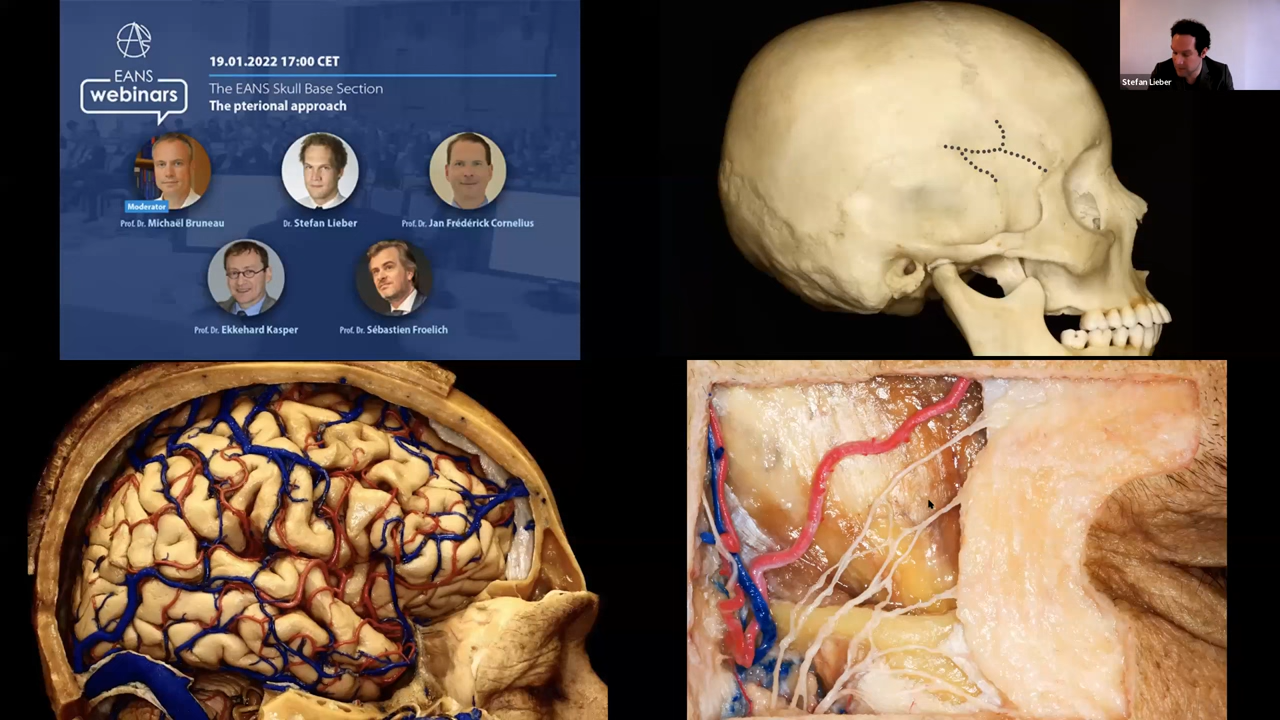 EANS
webinars
19.01.2022 17:00 CET
The EANS Skull Base Section
The pterional approach
Moderator
Prof. Dr. Michaël Bruneau
Dr. Stefan Lieber
Prof. Dr. Jan Frédérick Cornelius
Prof. Dr. Ekkehard Kasper
Prof. Dr. Sébastien Froelich
Stefan Lieber